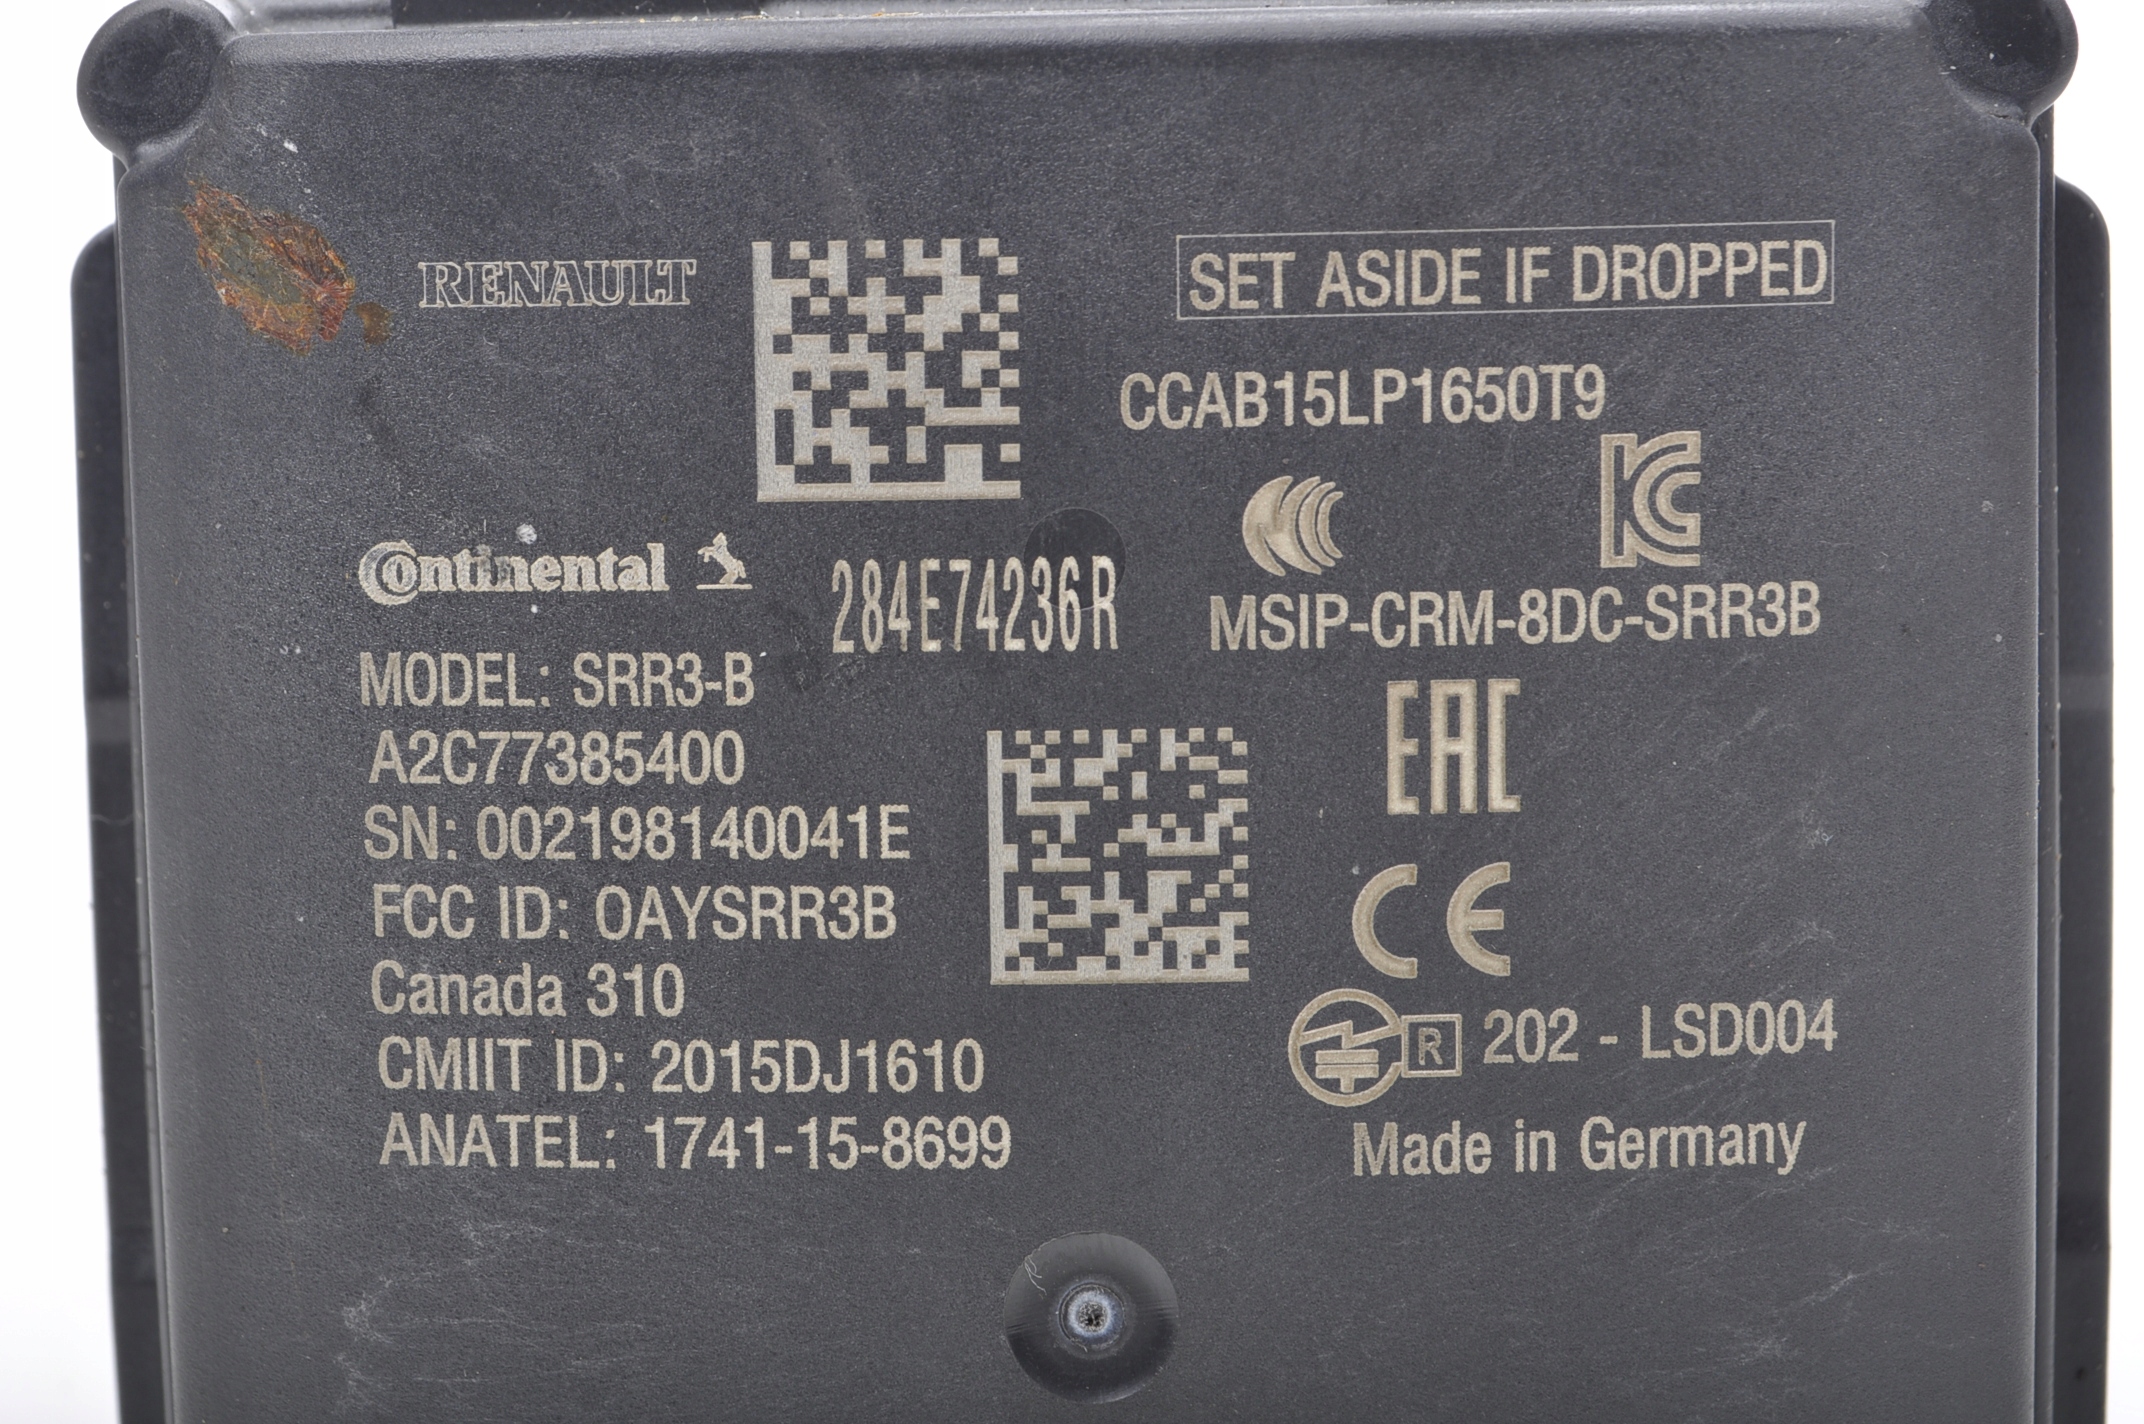 RENAULT
SET ASIDE IF DROPPED
CCAB15LP1650T9
Continental
284E74236R
MSIP-CRM-8DC-SRR3B
MODEL: SRR3-B
A2C77385400
SN: 002198140041E
FCC ID: OAYSRR3B
Canada 310
CMIIT ID: 2015DJ1610
ANATEL: 1741-15-8699
EAC
CE
R 202 - LSD004
Made in Germany